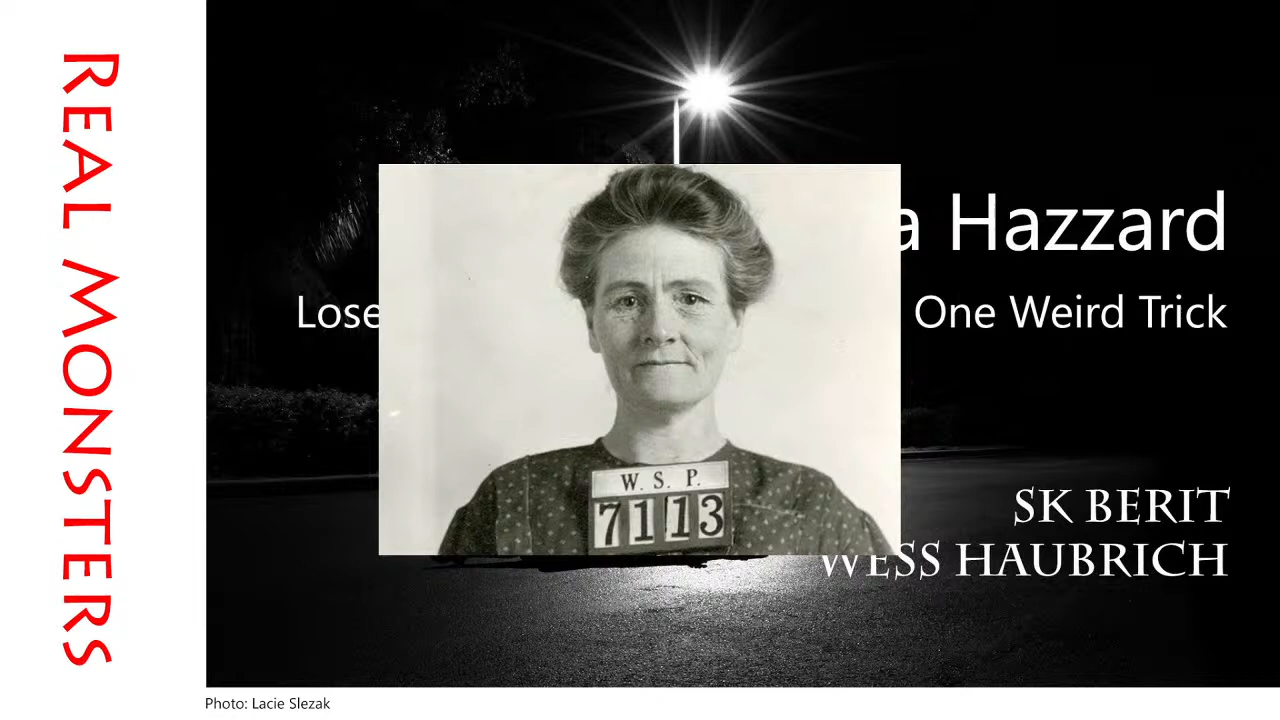 REAL MONSTERS
a Hazzard
Lose
One Weird Trick
W. S. P.
7113
SK BERIT
WESS HAUBRICH
Photo: Lacie Slezak